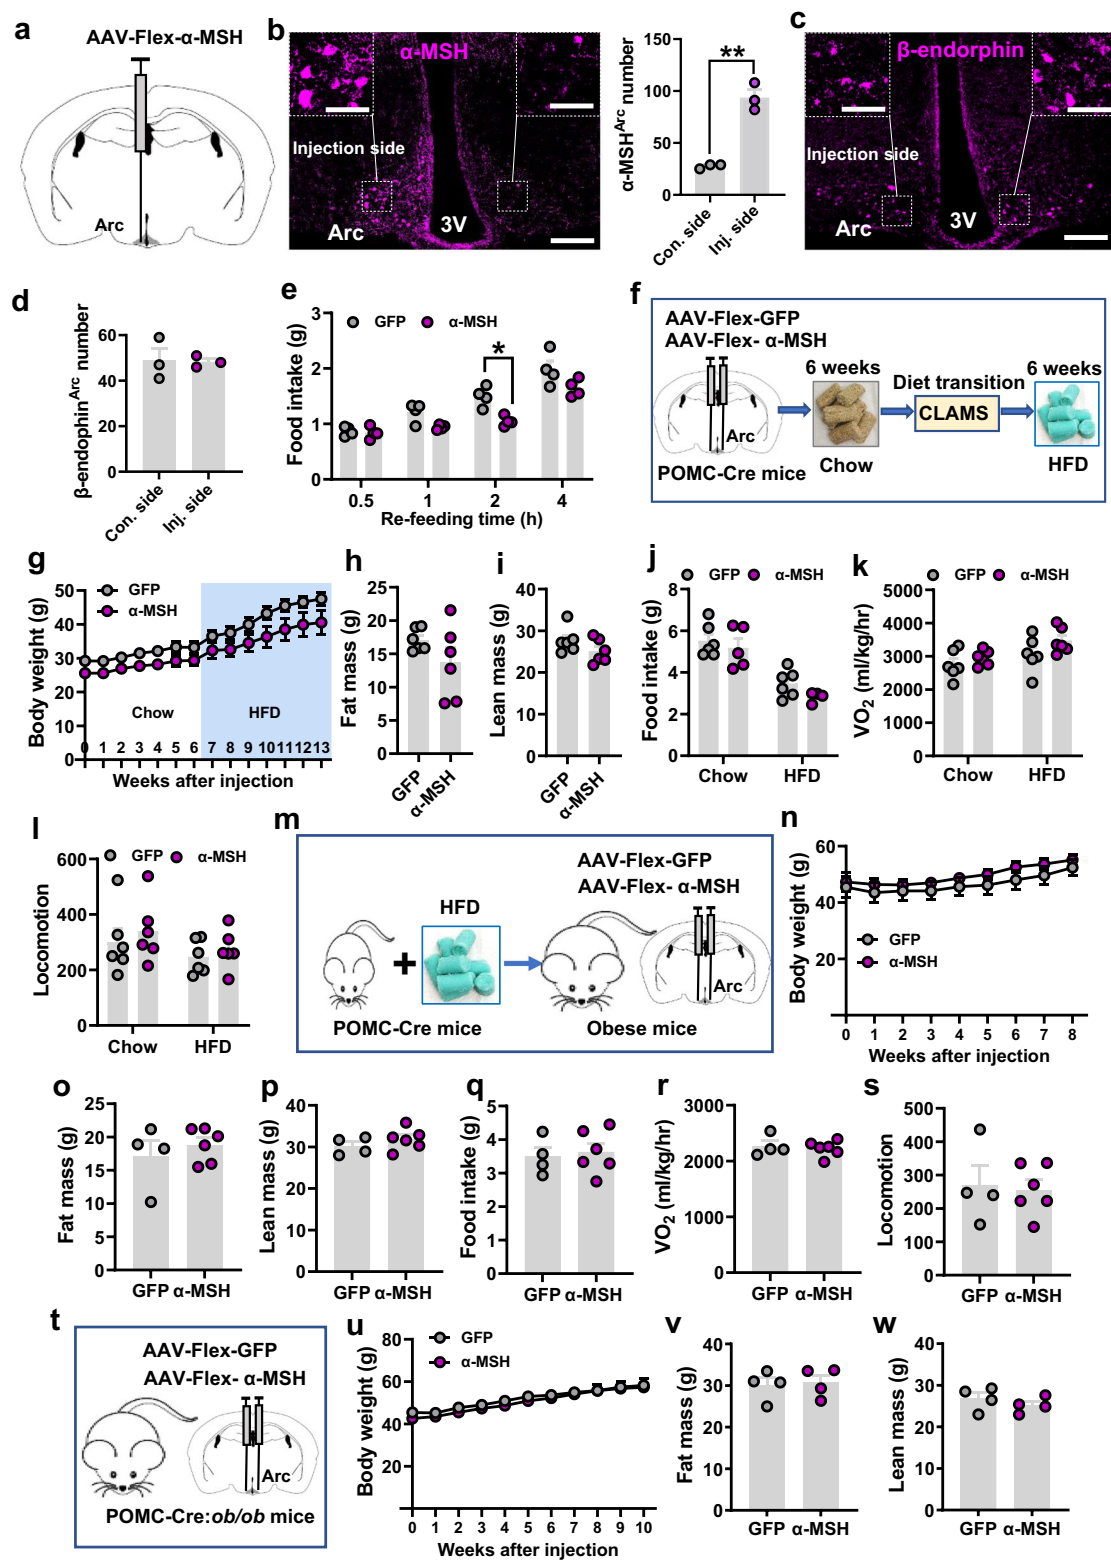 a
AAV-Flex-α-MSH
Arc
b
α-MSH
Injection side
Arc
3V
α-MSH^Arc number
150
100
50
0
**
Con. side
Inj. side
c
β-endorphin
Injection side
Arc
3V
d
β-endophin^Arc number
60
40
20
0
Con. side
Inj. side
e
Food intake (g)
3
2
1
0
GFP
α-MSH
*
0.5
1
2
4
Re-feeding time (h)
f
AAV-Flex-GFP
AAV-Flex- α-MSH
Arc
POMC-Cre mice
6 weeks
Chow
Diet transition
CLAMS
6 weeks
HFD
g
Body weight (g)
50
40
30
20
10
0
GFP
α-MSH
Chow
HFD
0 1 2 3 4 5 6 7 8 9 10 11 12 13
Weeks after injection
h
Fat mass (g)
25
20
15
10
5
0
GFP
α-MSH
i
Lean mass (g)
40
30
20
10
0
GFP
α-MSH
j
GFP
α-MSH
Food intake (g)
8
6
4
2
0
Chow
HFD
k
GFP
α-MSH
VO2 (ml/kg/hr)
5000
4000
3000
2000
1000
0
Chow
HFD
l
GFP
α-MSH
Locomotion
600
400
200
0
Chow
HFD
m
AAV-Flex-GFP
AAV-Flex- α-MSH
HFD
+
Arc
POMC-Cre mice
Obese mice
n
Body weight (g)
60
40
20
GFP
α-MSH
0 1 2 3 4 5 6 7 8
Weeks after injection
o
Fat mass (g)
25
20
15
10
5
0
GFP α-MSH
p
Lean mass (g)
40
30
20
10
0
GFP α-MSH
q
Food intake (g)
5
4
3
2
1
0
GFP α-MSH
r
VO2 (ml/kg/hr)
3000
2000
1000
0
GFP α-MSH
s
Locomotion
500
400
300
200
100
0
GFP α-MSH
t
AAV-Flex-GFP
AAV-Flex- α-MSH
Arc
POMC-Cre:ob/ob mice
u
Body weight (g)
80
60
40
GFP
α-MSH
0 1 2 3 4 5 6 7 8 9 10
Weeks after injection
v
Fat mass (g)
40
30
20
10
0
GFP α-MSH
w
Lean mass (g)
40
30
20
10
0
GFP α-MSH